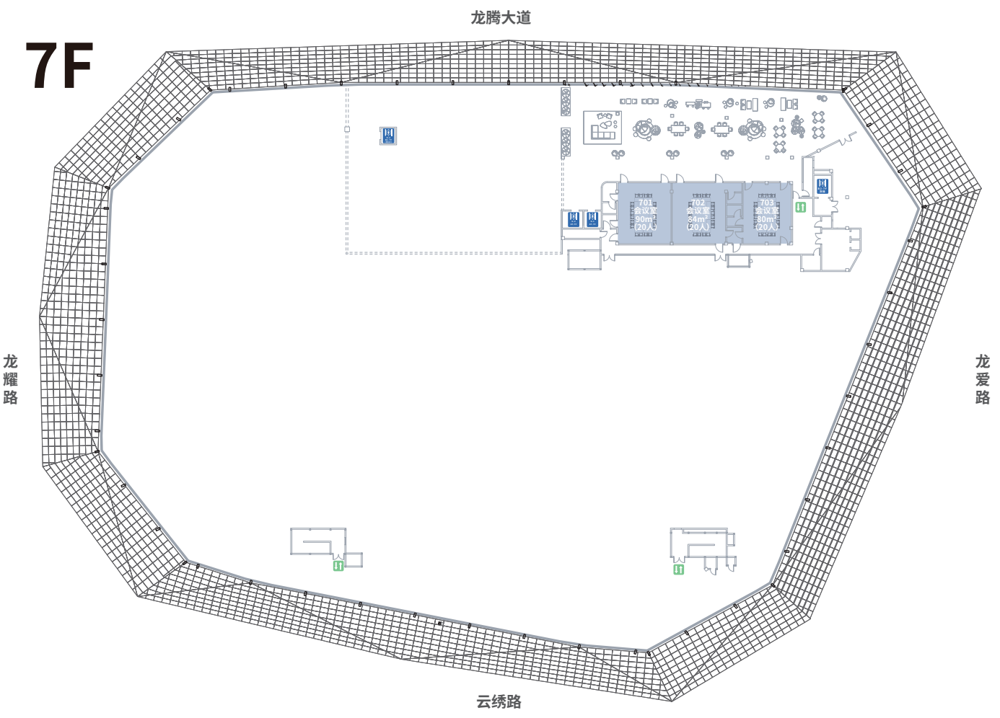 龙腾大道
7F
701
会议室
90m²
(20人)
702
会议室
84m²
(20人)
703
会议室
80m²
(20人)
龙耀路
龙爱路
云绣路